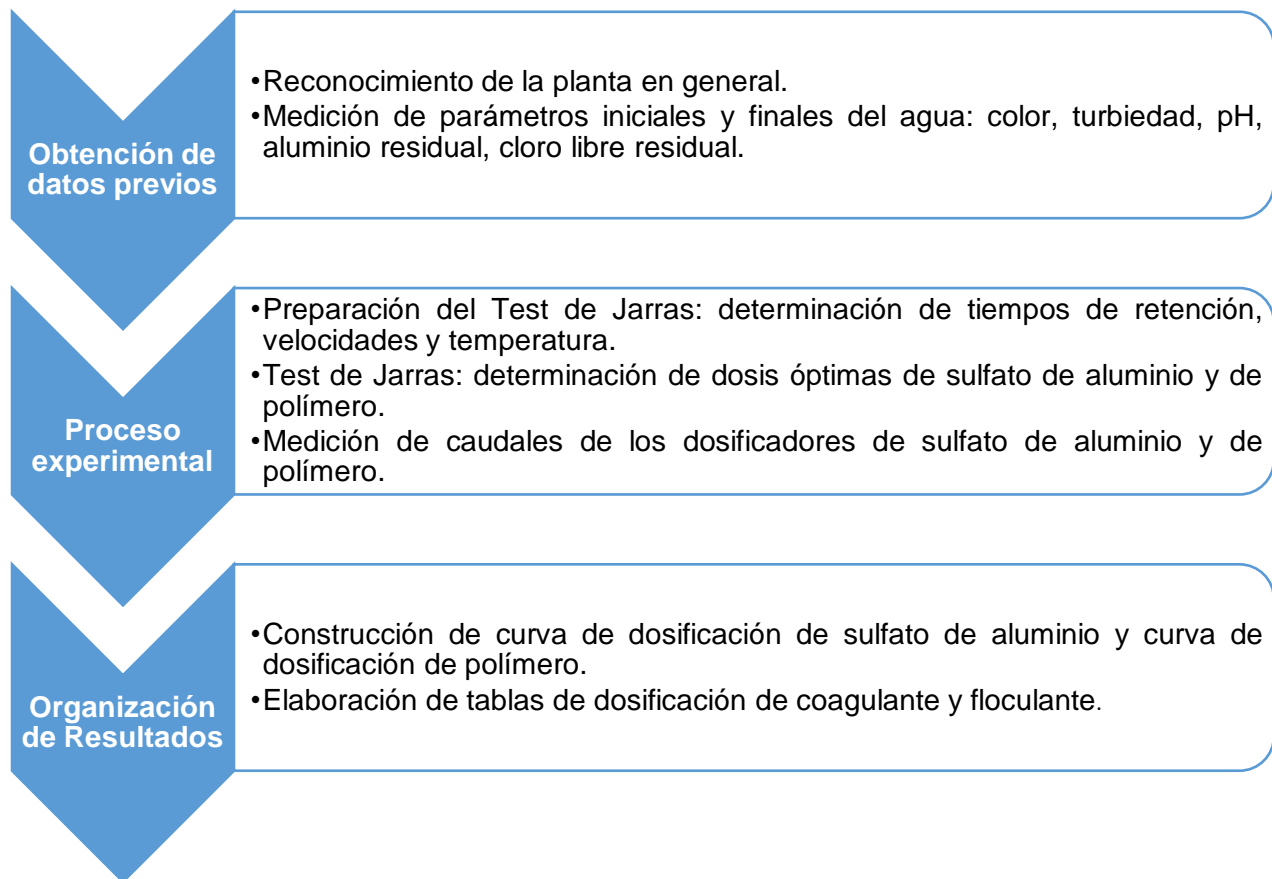 Obtención de
datos previos
•Reconocimiento de la planta en general.
•Medición de parámetros iniciales y finales del agua: color, turbiedad, pH,
aluminio residual, cloro libre residual.
Proceso
experimental
•Preparación del Test de Jarras: determinación de tiempos de retención,
velocidades y temperatura.
•Test de Jarras: determinación de dosis óptimas de sulfato de aluminio y de
polímero.
•Medición de caudales de los dosificadores de sulfato de aluminio y de
polímero.
Organización
de Resultados
•Construcción de curva de dosificación de sulfato de aluminio y curva de
dosificación de polímero.
•Elaboración de tablas de dosificación de coagulante y floculante.